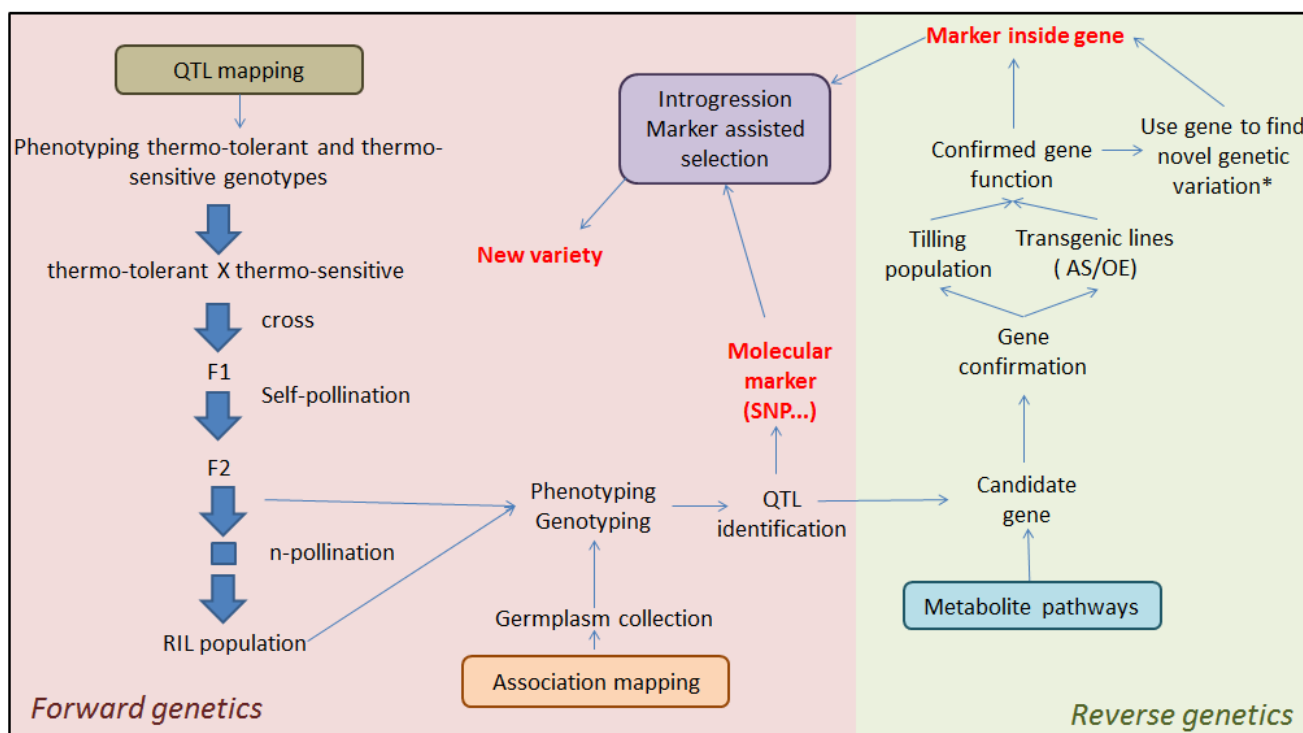 QTL mapping
Phenotyping thermo-tolerant and thermo-
sensitive genotypes
thermo-tolerant X thermo-sensitive
cross
F1
Self-pollination
F2
n-pollination
RIL population
Forward genetics
Introgression
Marker assisted
selection
New variety
Molecular
marker
(SNP...)
Phenotyping
Genotyping
QTL
identification
Germplasm collection
Association mapping
Marker inside gene
Use gene to find
novel genetic
variation*
Confirmed gene
function
Tilling
population
Transgenic lines
( AS/OE)
Gene
confirmation
Candidate
gene
Metabolite pathways
Reverse genetics